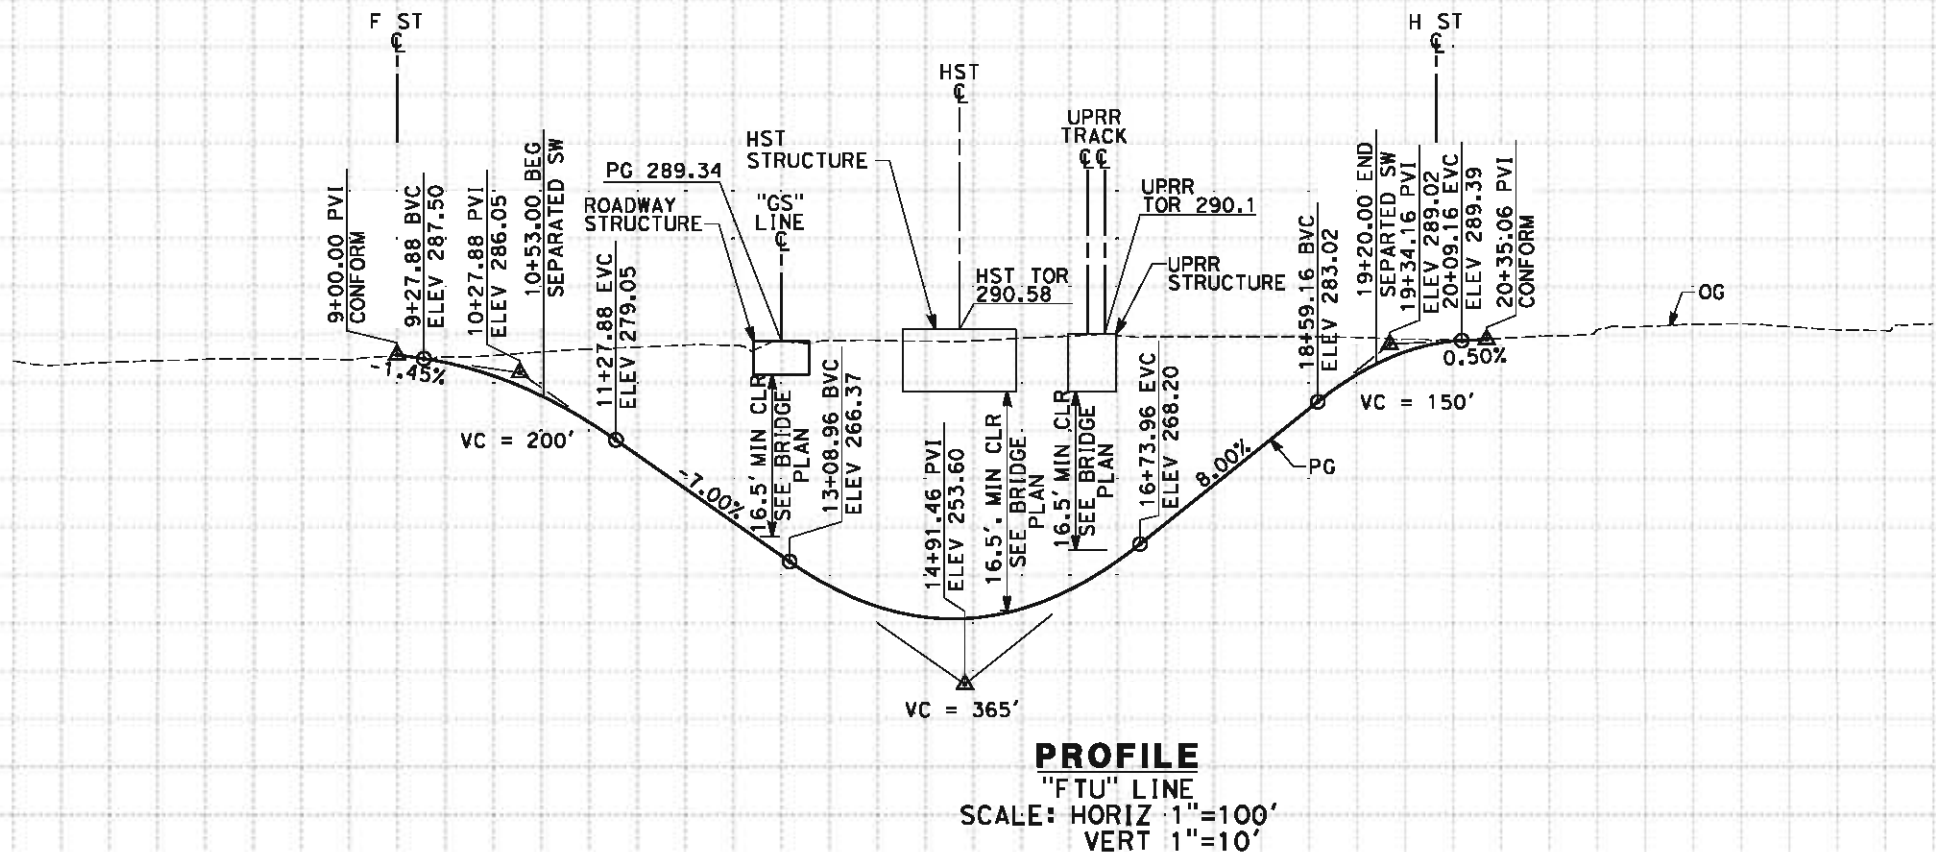 F ST
℄
H ST
℄
HST
℄
UPRR
TRACK
℄ ℄
HST
STRUCTURE
PG 289.34
"GS"
LINE
℄
ROADWAY
STRUCTURE
UPRR
TOR 290.1
UPRR
STRUCTURE
HST TOR
290.58
OG
9+00.00 PVI
CONFORM
9+27.88 BVC
ELEV 287.50
10+27.88 PVI
ELEV 286.05
10+53.00 BEG
SEPARATED SW
11+27.88 EVC
ELEV 279.05
16.5' MIN CLR
SEE BRIDGE
PLAN
13+08.96 BVC
ELEV 266.37
14+91.46 PVI
ELEV 253.60
16.5'. MIN CLR
SEE BRIDGE
PLAN
16.5' MIN CLR
SEE BRIDGE
PLAN
16+73.96 EVC
ELEV 268.20
18+59.16 BVC
ELEV 283.02
19+20.00 END
SEPARTED SW
19+34.16 PVI
ELEV 289.02
20+09.16 EVC
ELEV 289.39
20+35.06 PVI
CONFORM
-1.45%
0.50%
VC = 200'
VC = 150'
-7.00%
8.00%
PG
VC = 365'
PROFILE
"FTU" LINE
SCALE: HORIZ 1"=100'
VERT 1"=10'